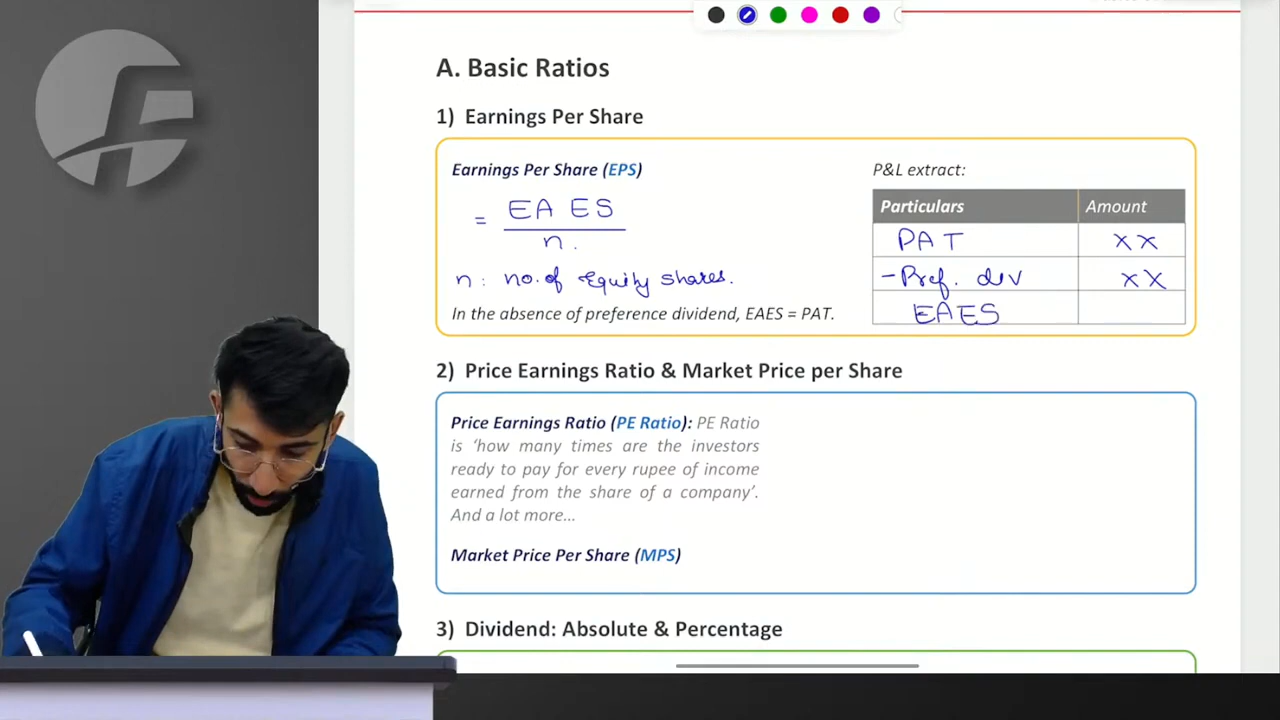 A. Basic Ratios
1) Earnings Per Share
Earnings Per Share (EPS)
= EAES
n.
n: no. of Equity shares.
In the absence of preference dividend, EAES = PAT.
P&L extract:
Particulars Amount
PAT xx
- Pref. div xx
EAES
2) Price Earnings Ratio & Market Price per Share
Price Earnings Ratio (PE Ratio): PE Ratio
is ‘how many times are the investors
ready to pay for every rupee of income
earned from the share of a company’.
And a lot more…
Market Price Per Share (MPS)
3) Dividend: Absolute & Percentage